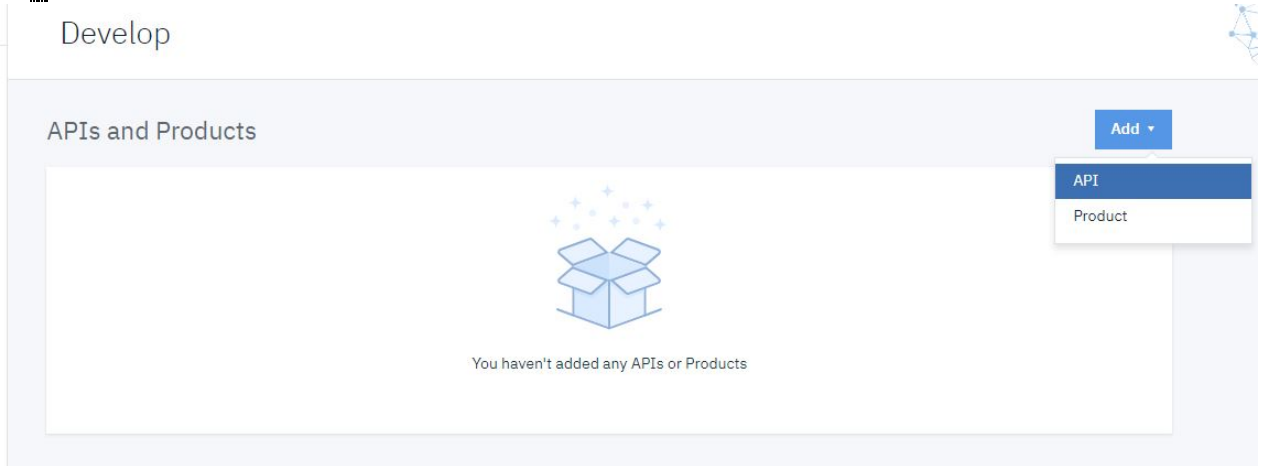 Develop
APIs and Products
Add
API
Product
You haven't added any APIs or Products